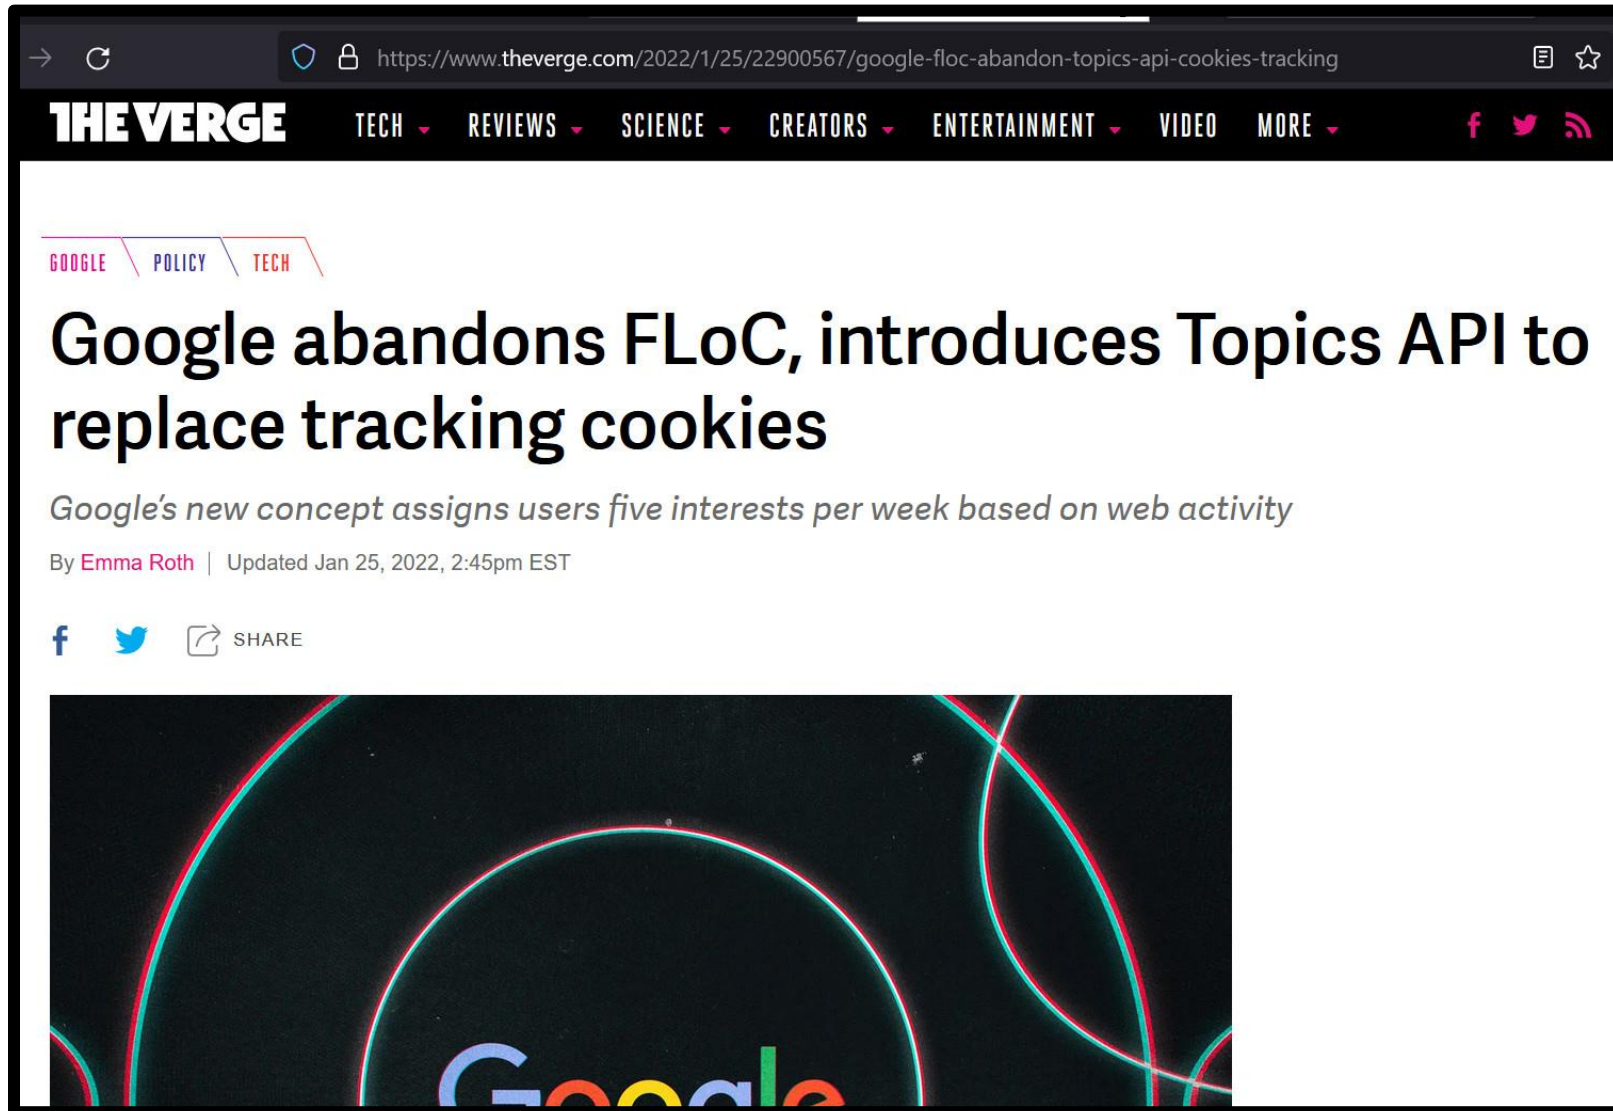 https://www.theverge.com/2022/1/25/22900567/google-floc-abandon-topics-api-cookies-tracking
THE VERGE TECH REVIEWS SCIENCE CREATORS ENTERTAINMENT VIDEO MORE
GOOGLE POLICY TECH
Google abandons FLoC, introduces Topics API to
replace tracking cookies
Google's new concept assigns users five interests per week based on web activity
By Emma Roth | Updated Jan 25, 2022, 2:45pm EST
SHARE
Google